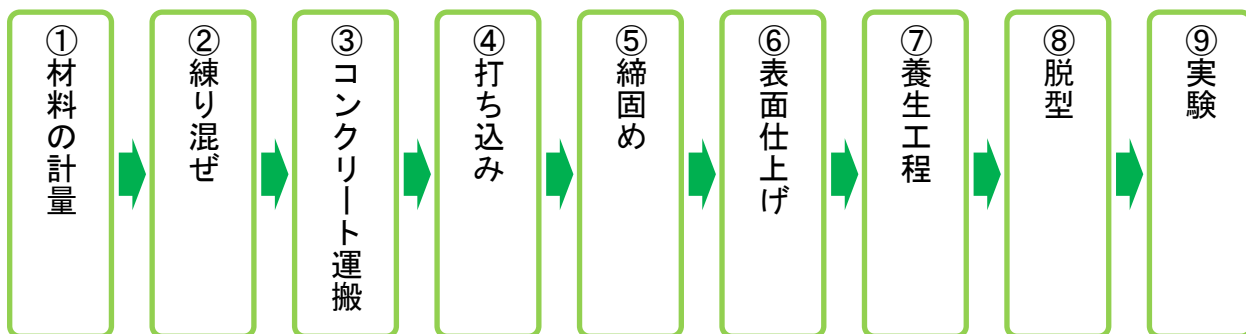 ①材料の計量
②練り混ぜ
③コンクリート運搬
④打ち込み
⑤締固め
⑥表面仕上げ
⑦養生工程
⑧脱型
⑨実験